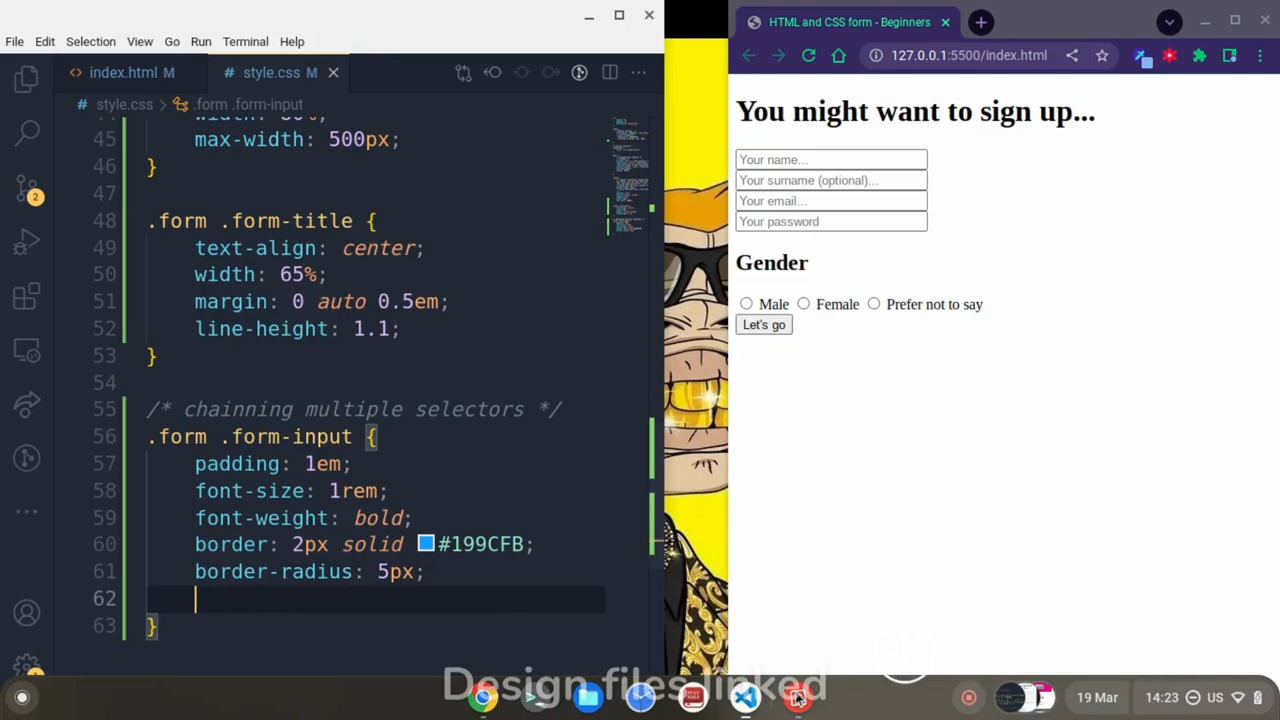 File Edit Selection View Go Run Terminal Help
index.html M
style.css M
# style.css > .form .form-input
45 max-width: 500px;
46 }
47
48 .form .form-title {
49 text-align: center;
50 width: 65%;
51 margin: 0 auto 0.5em;
52 line-height: 1.1;
53 }
54
55 /* chainning multiple selectors */
56 .form .form-input {
57 padding: 1em;
58 font-size: 1rem;
59 font-weight: bold;
60 border: 2px solid #199CFB;
61 border-radius: 5px;
62
63 }
2
HTML and CSS form - Beginners
127.0.0.1:5500/index.html
You might want to sign up...
Your name...
Your surname (optional)...
Your email...
Your password
Gender
Male Female Prefer not to say
Let's go
Design files linked
19 Mar 14:23 US